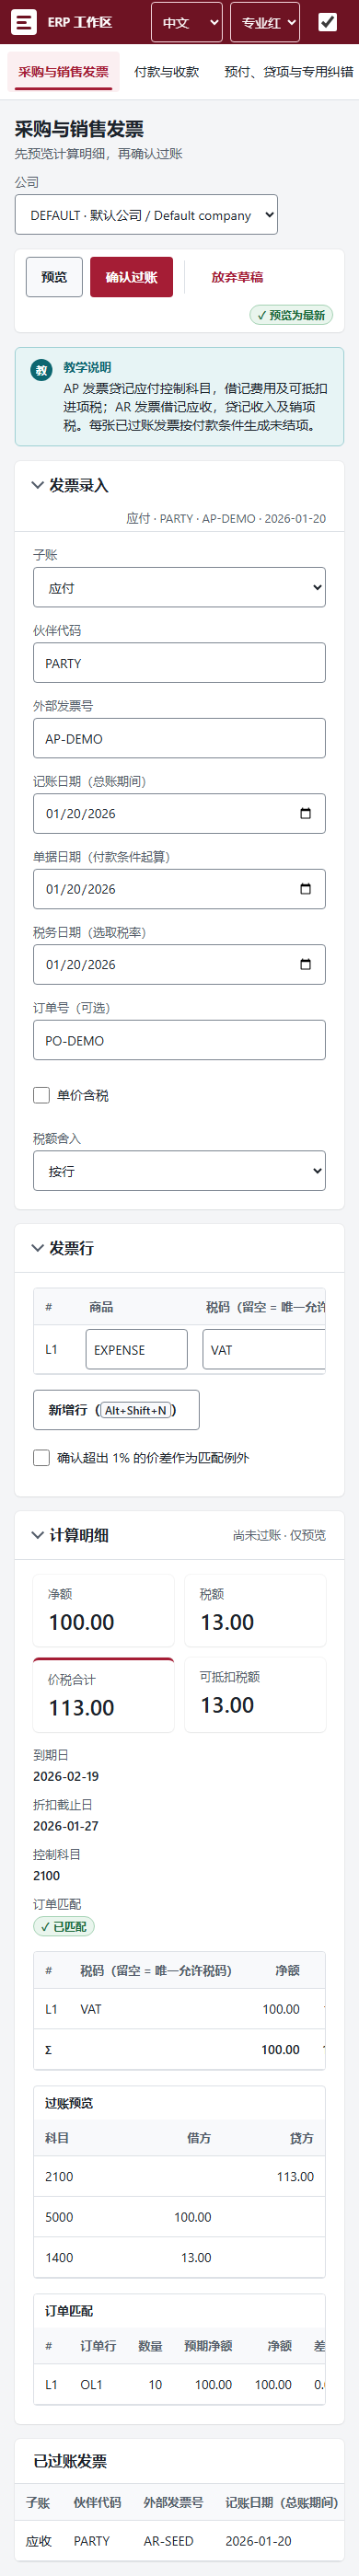 ERP 工作区
中文
专业红
采购与销售发票
付款与收款
预付、贷项与专用纠错
采购与销售发票
先预览计算明细，再确认过账
公司
DEFAULT · 默认公司 / Default company
预览
确认过账
放弃草稿
✓ 预览为最新
教
教学说明
AP 发票贷记应付控制科目，借记费用及可抵扣
进项税；AR 发票借记应收，贷记收入及销项
税。每张已过账发票按付款条件生成未结项。
发票录入
应付 · PARTY · AP-DEMO · 2026-01-20
子账
应付
伙伴代码
PARTY
外部发票号
AP-DEMO
记账日期（总账期间）
01/20/2026
单据日期（付款条件起算）
01/20/2026
税务日期（选取税率）
01/20/2026
订单号（可选）
PO-DEMO
单价含税
税额舍入
按行
发票行
# 商品 税码（留空 = 唯一允许
L1 EXPENSE VAT
新增行（Alt+Shift+N）
确认超出 1% 的价差作为匹配例外
计算明细
尚未过账 · 仅预览
净额
100.00
税额
13.00
价税合计
113.00
可抵扣税额
13.00
到期日
2026-02-19
折扣截止日
2026-01-27
控制科目
2100
订单匹配
✓ 已匹配
# 税码（留空 = 唯一允许税码） 净额
L1 VAT 100.00
Σ 100.00
过账预览
科目 借方 贷方
2100 113.00
5000 100.00
1400 13.00
订单匹配
# 订单行 数量 预期净额 净额 差
L1 OL1 10 100.00 100.00 0.
已过账发票
子账 伙伴代码 外部发票号 记账日期（总账期间）
应收 PARTY AR-SEED 2026-01-20